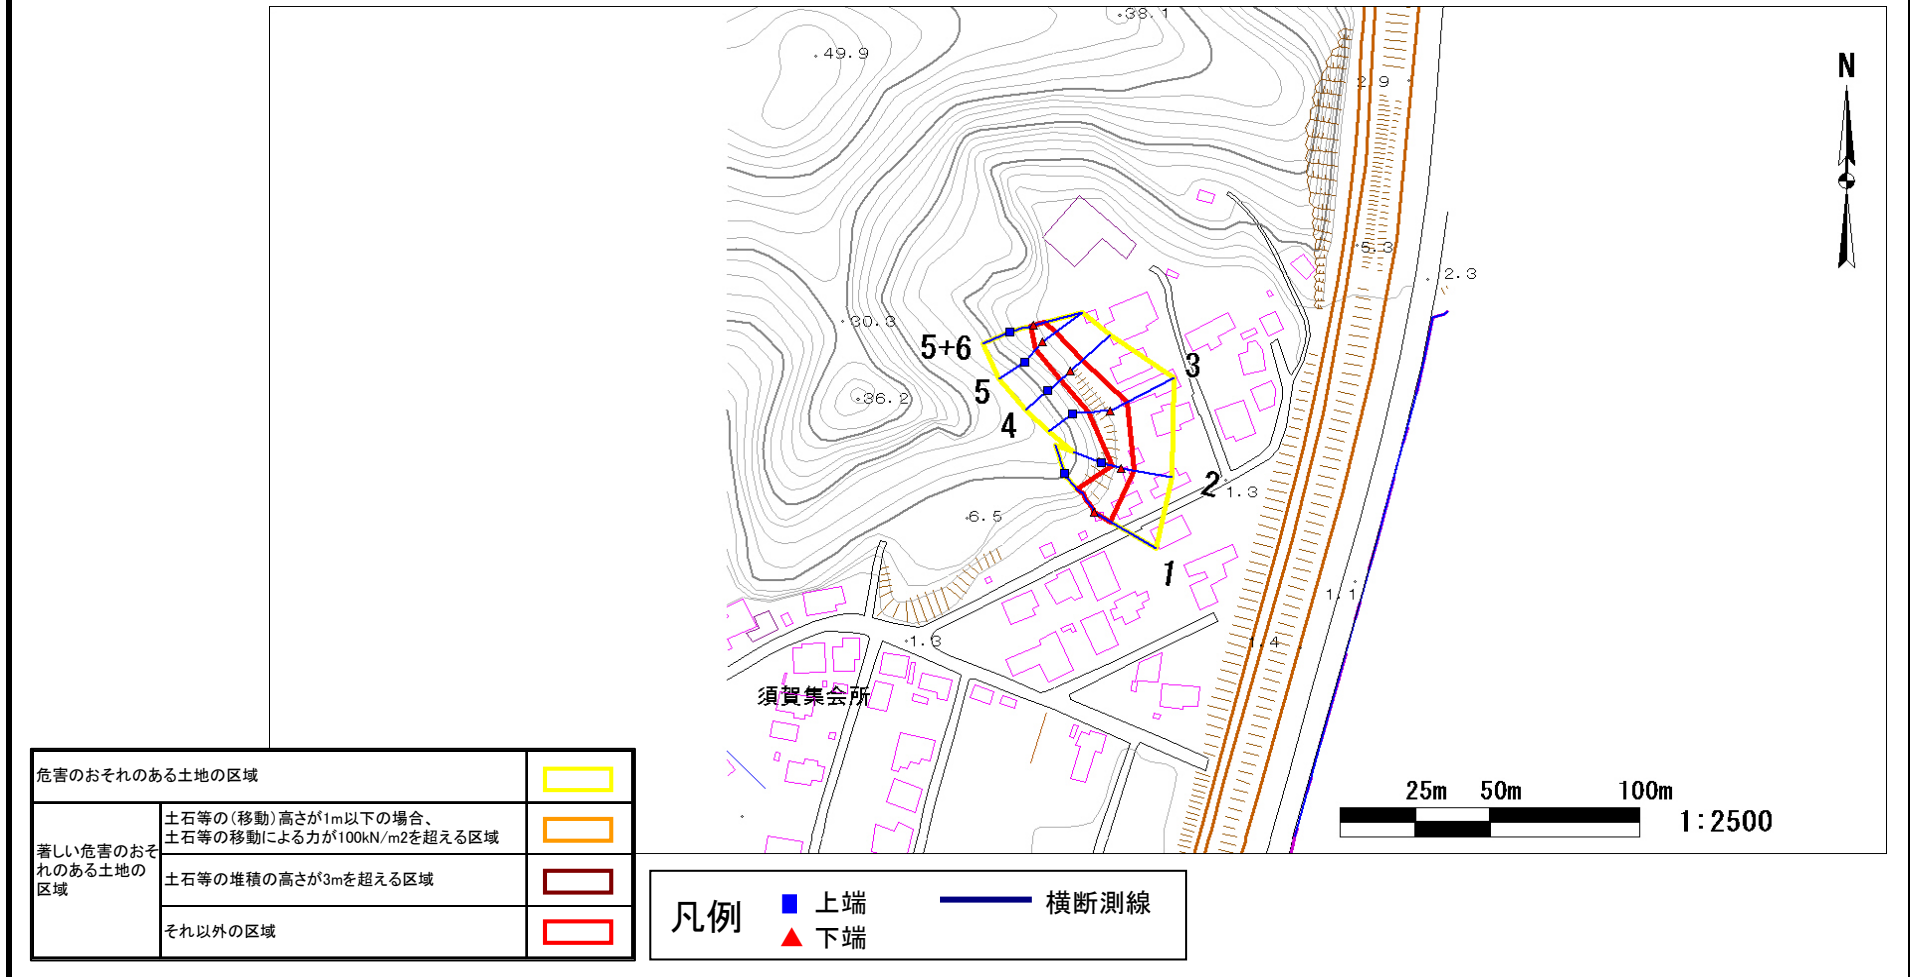 38.1
49.9
N
2.9
5.3
2.3
30.3
5+6
3
5
36.2
4
2
1.3
6.5
1
1.1
1.3
1.4
須賀集会所
危害のおそれのある土地の区域
著しい危害のおそ
れのある土地の
区域
土石等の(移動)高さが1m以下の場合、
土石等の移動による力が100kN/m2を超える区域
土石等の堆積の高さが3mを超える区域
それ以外の区域
凡例
上端
下端
横断測線
25m 50m 100m
1:2500